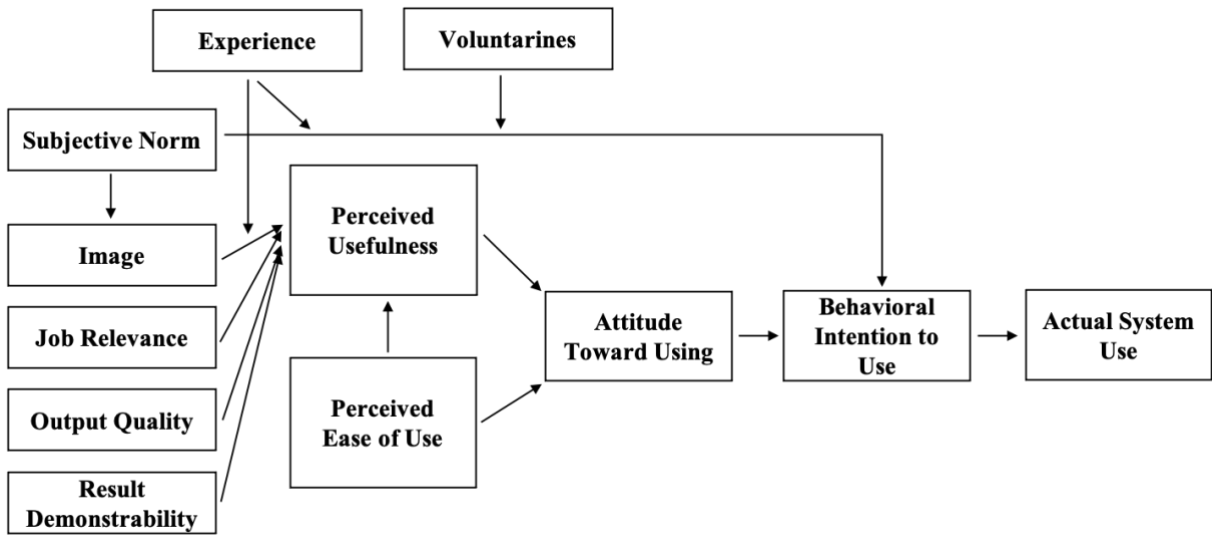 Experience
Voluntarines
Subjective Norm
Perceived
Usefulness
Image
Job Relevance
Attitude
Toward Using
Behavioral
Intention to
Use
Actual System
Use
Perceived
Ease of Use
Output Quality
Result
Demonstrability